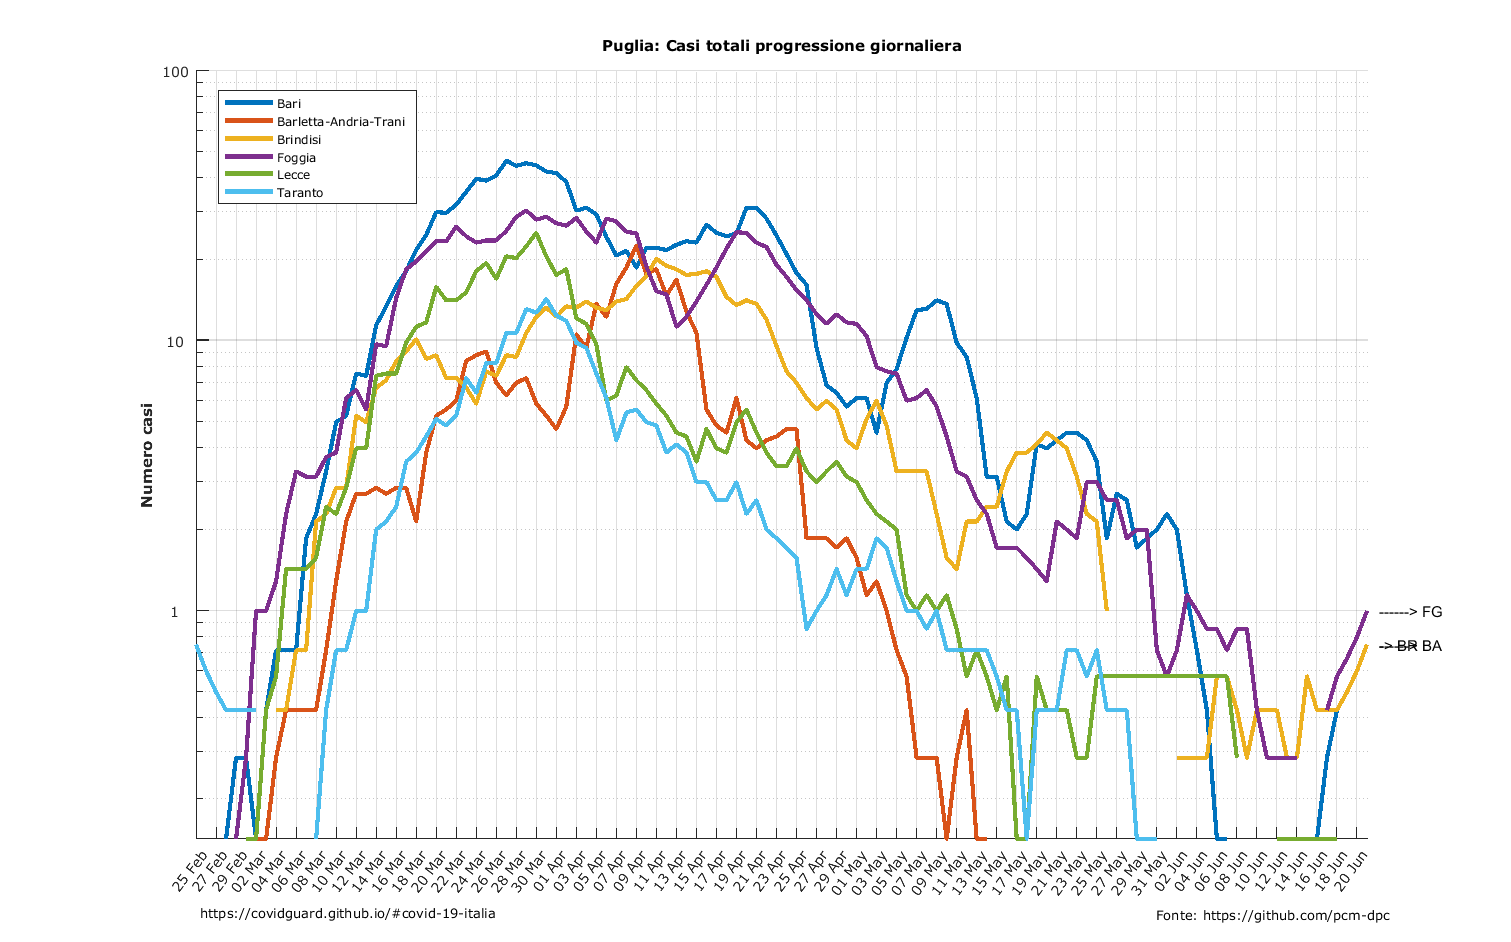 Puglia: Casi totali progressione giornaliera
100
10
1
Numero casi
Bari
Barletta-Andria-Trani
Brindisi
Foggia
Lecce
Taranto
------> FG
BA
25 Feb
27 Feb
29 Feb
02 Mar
04 Mar
06 Mar
08 Mar
10 Mar
12 Mar
14 Mar
16 Mar
18 Mar
20 Mar
22 Mar
24 Mar
26 Mar
28 Mar
30 Mar
01 Apr
03 Apr
05 Apr
07 Apr
09 Apr
11 Apr
13 Apr
15 Apr
17 Apr
19 Apr
21 Apr
23 Apr
25 Apr
27 Apr
29 Apr
01 May
03 May
05 May
07 May
09 May
11 May
13 May
15 May
17 May
19 May
21 May
23 May
25 May
27 May
29 May
31 May
02 Jun
04 Jun
06 Jun
08 Jun
10 Jun
12 Jun
14 Jun
16 Jun
18 Jun
20 Jun
https://covidguard.github.io/#covid-19-italia
Fonte: https://github.com/pcm-dpc